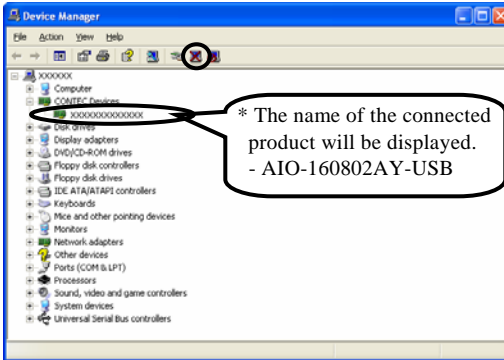 Device Manager
File Action View Help
XXXXXX
Computer
CONTEC Devices
XXXXXXXXXXXXX
Disk drives
Display adapters
DVD/CD-ROM drives
Floppy disk controllers
Floppy disk drives
IDE ATA/ATAPI controllers
Keyboards
Mice and other pointing devices
Monitors
Network adapters
Other devices
Ports (COM & LPT)
Processors
Sound, video and game controllers
System devices
Universal Serial Bus controllers
* The name of the connected
product will be displayed.
- AIO-160802AY-USB